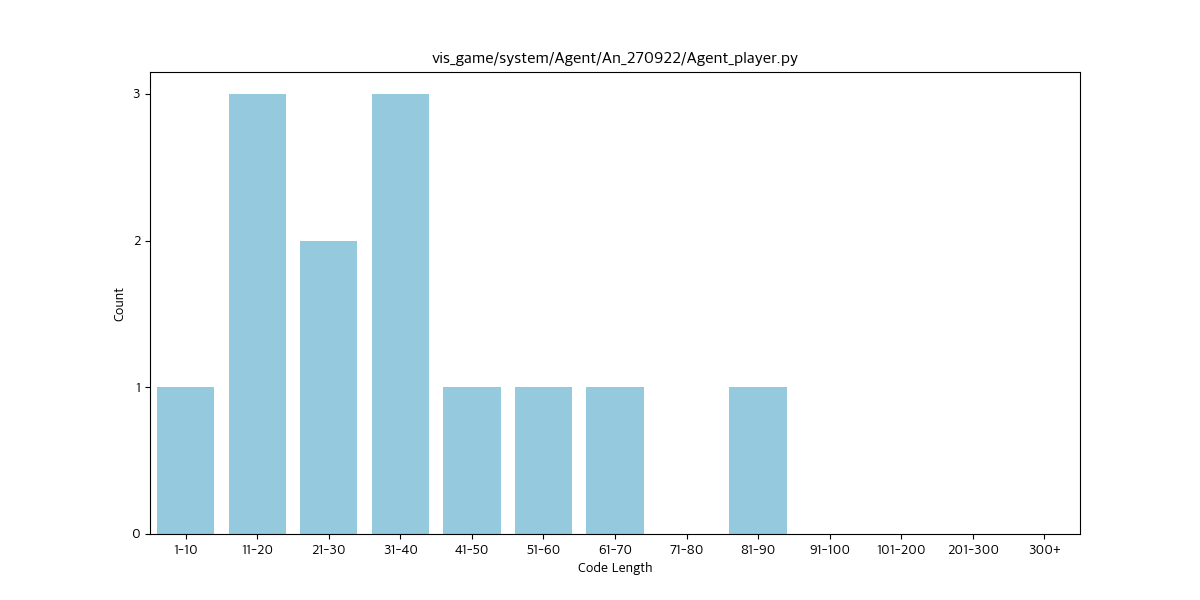 vis_game/system/Agent/An_270922/Agent_player.py
3
2
1
0
Count
1-10 11-20 21-30 31-40 41-50 51-60 61-70 71-80 81-90 91-100 101-200 201-300 300+
Code Length